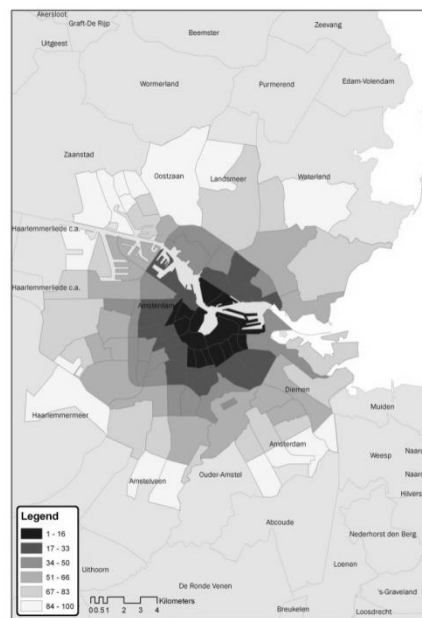 Akersloot
Graft-De Rijp
Beemster
Zeevang
Uitgeest
Wormerland
Purmerend
Edam-Volendam
Zaanstad
Oostzaan
Landsmeer
Waterland
Haarlemmerliede c.a.
Haarlemmerliede c.a.
Amsterdam
Diemen
Muiden
Haarlemmermeer
Amsterdam
Weesp
Naard
Amstelveen
Ouder-Amstel
Naard
Hilvers
Abcoude
Nederhorst den Berg
Uithoorn
Loenen
De Ronde Venen
's-Graveland
Breukelen
Loosdrecht
Legend
1 - 16
17 - 33
34 - 50
51 - 66
67 - 83
84 - 100
Kilometers
0 0.5 1 2 3 4